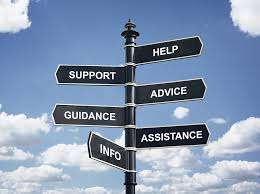 HELP
SUPPORT
ADVICE
GUIDANCE
ASSISTANCE
INFO